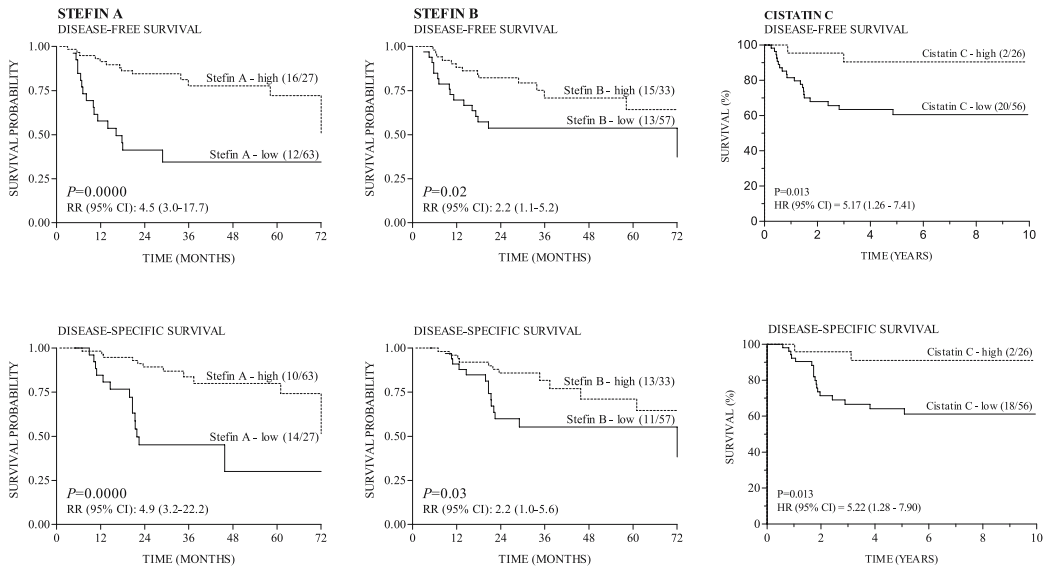 STEFIN A
DISEASE-FREE SURVIVAL
SURVIVAL PROBABILITY
1.00
0.75
0.50
0.25
0.00
Stefin A - high (16/27)
Stefin A - low (12/63)
P=0.0000
RR (95% CI): 4.5 (3.0-17.7)
0 12 24 36 48 60 72
TIME (MONTHS)
STEFIN B
DISEASE-FREE SURVIVAL
SURVIVAL PROBABILITY
1.00
0.75
0.50
0.25
0.00
Stefin B - high (15/33)
Stefin B - low (13/57)
P=0.02
RR (95% CI): 2.2 (1.1-5.2)
0 12 24 36 48 60 72
TIME (MONTHS)
CISTATIN C
DISEASE-FREE SURVIVAL
SURVIVAL (%)
100
80
60
40
20
0
Cistatin C - high (2/26)
Cistatin C - low (20/56)
P=0.013
HR (95% CI) = 5.17 (1.26 - 7.41)
0 2 4 6 8 10
TIME (YEARS)
DISEASE-SPECIFIC SURVIVAL
SURVIVAL PROBABILITY
1.00
0.75
0.50
0.25
0.00
Stefin A - high (10/63)
Stefin A - low (14/27)
P=0.0000
RR (95% CI): 4.9 (3.2-22.2)
0 12 24 36 48 60 72
TIME (MONTHS)
DISEASE-SPECIFIC SURVIVAL
SURVIVAL PROBABILITY
1.00
0.75
0.50
0.25
0.00
Stefin B - high (13/33)
Stefin B - low (11/57)
P=0.03
RR (95% CI): 2.2 (1.0-5.6)
0 12 24 36 48 60 72
TIME (MONTHS)
DISEASE-SPECIFIC SURVIVAL
SURVIVAL (%)
100
80
60
40
20
0
Cistatin C - high (2/26)
Cistatin C - low (18/56)
P=0.013
HR (95% CI) = 5.22 (1.28 - 7.90)
0 2 4 6 8 10
TIME (YEARS)